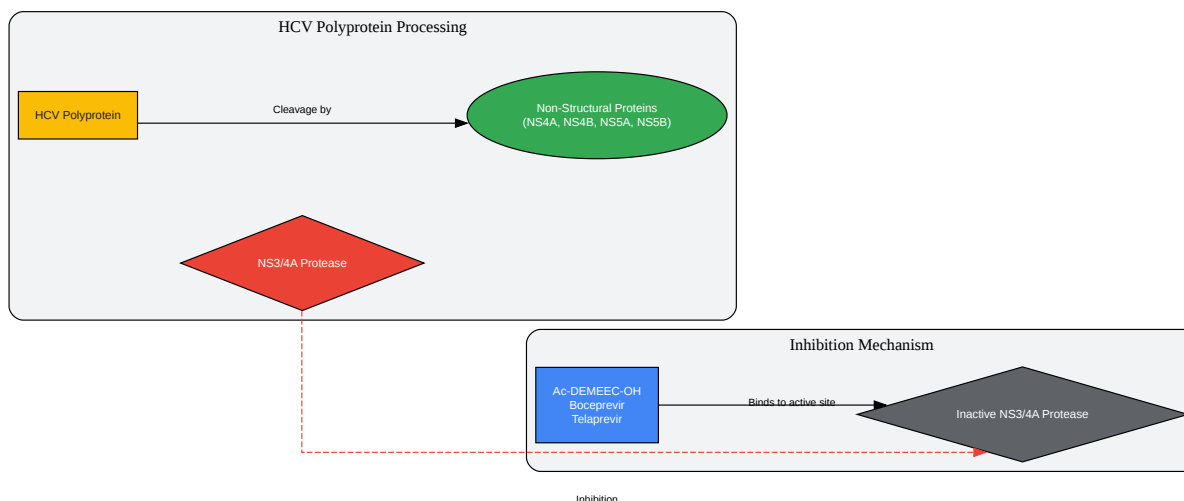 HCV Polyprotein Processing
HCV Polyprotein
Cleavage by
Non-Structural Proteins
(NS4A, NS4B, NS5A, NS5B)
NS3/4A Protease
Inhibition Mechanism
Ac-DEMEEC-OH
Boceprevir
Telaprevir
Binds to active site
Inactive NS3/4A Protease
Inhibition